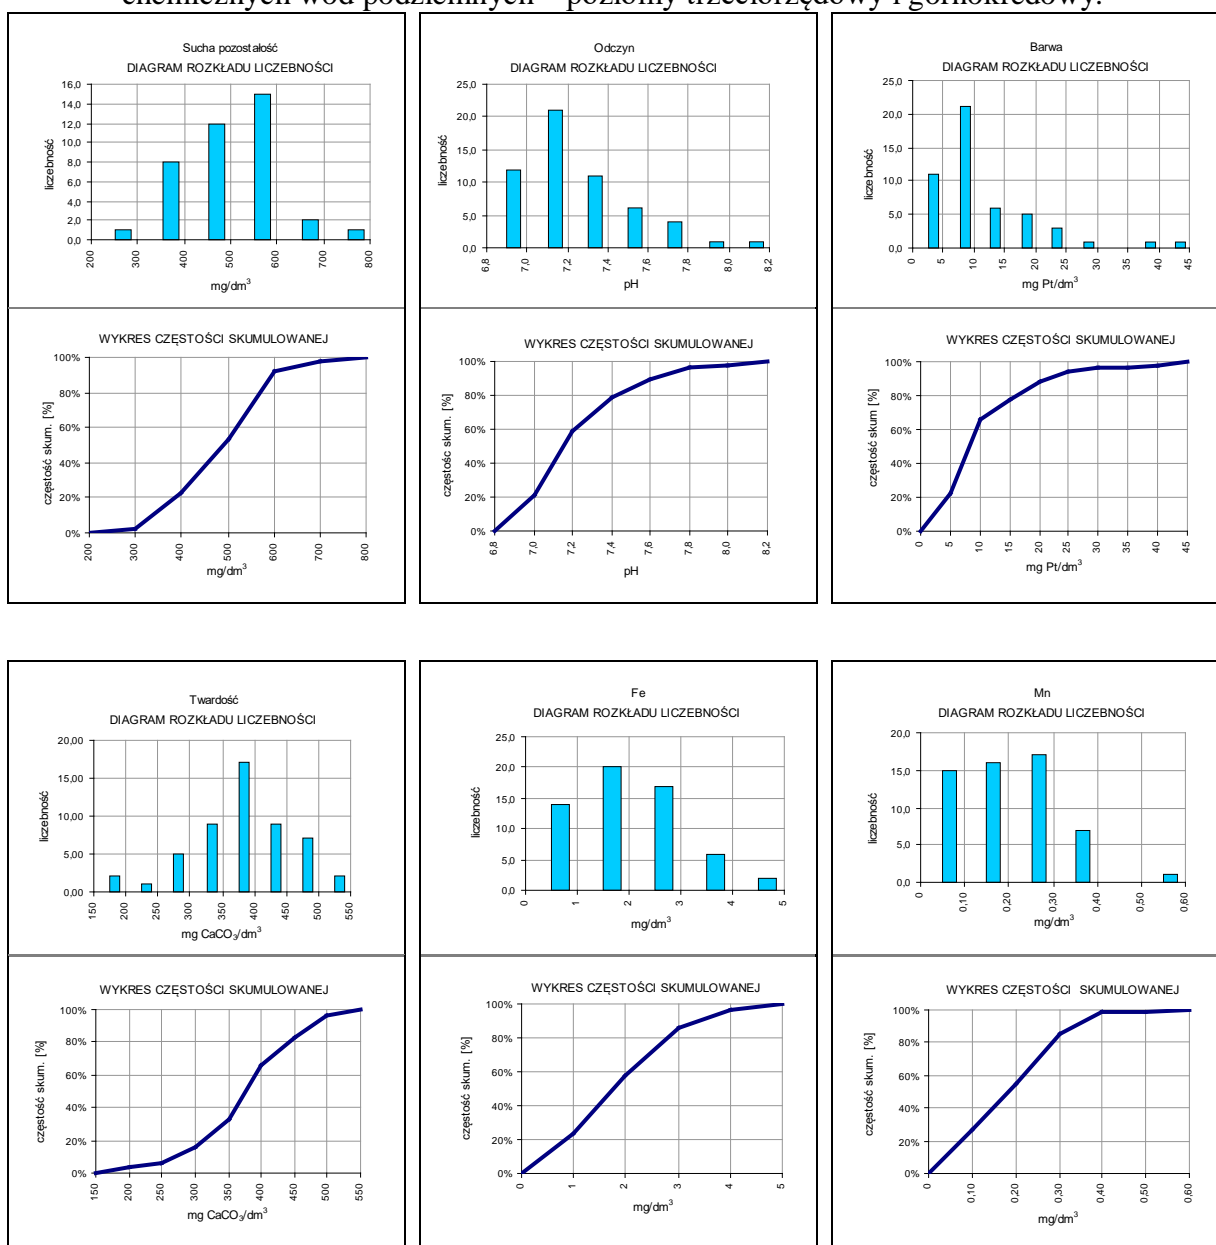 chemicznych wód podziemnych – poziomy trzeciorzędowy i górnokredowy.
Sucha pozostałość
DIAGRAM ROZKŁADU LICZEBNOŚCI
16,0
14,0
12,0
10,0
8,0
6,0
4,0
2,0
0,0
liczebność
200 300 400 500 600 700 800
mg/dm³
WYKRES CZĘSTOŚCI SKUMULOWANEJ
100%
80%
60%
40%
20%
0%
częstość skum. [%]
200 300 400 500 600 700 800
mg/dm³
Odczyn
DIAGRAM ROZKŁADU LICZEBNOŚCI
25,0
20,0
15,0
10,0
5,0
0,0
liczebność
6,8 7,0 7,2 7,4 7,6 7,8 8,0 8,2
pH
WYKRES CZĘSTOŚCI SKUMULOWANEJ
100%
80%
60%
40%
20%
0%
częstość skum. [%]
6,8 7,0 7,2 7,4 7,6 7,8 8,0 8,2
pH
Barwa
DIAGRAM ROZKŁADU LICZEBNOŚCI
25,0
20,0
15,0
10,0
5,0
0,0
liczebność
0 5 10 15 20 25 30 35 40 45
mg Pt/dm³
WYKRES CZĘSTOŚCI SKUMULOWANEJ
100%
80%
60%
40%
20%
0%
częstość skum [%]
0 5 10 15 20 25 30 35 40 45
mg Pt/dm³
Twardość
DIAGRAM ROZKŁADU LICZEBNOŚCI
20,00
15,00
10,00
5,00
0,00
liczebność
150 200 250 300 350 400 450 500 550
mg CaCO₃/dm³
WYKRES CZĘSTOŚCI SKUMULOWANEJ
100%
80%
60%
40%
20%
0%
częstość skum. [%]
150 200 250 300 350 400 450 500 550
mg CaCO₃/dm³
Fe
DIAGRAM ROZKŁADU LICZEBNOŚCI
25,0
20,0
15,0
10,0
5,0
0,0
liczebność
0 1 2 3 4 5
mg/dm³
WYKRES CZĘSTOŚCI SKUMULOWANEJ
100%
80%
60%
40%
20%
0%
częstość skum. [%]
0 1 2 3 4 5
mg/dm³
Mn
DIAGRAM ROZKŁADU LICZEBNOŚCI
20,0
15,0
10,0
5,0
0,0
liczebność
0 0,10 0,20 0,30 0,40 0,50 0,60
mg/dm³
WYKRES CZĘSTOŚCI SKUMULOWANEJ
100%
80%
60%
40%
20%
0%
częstość skum. [%]
0 0,10 0,20 0,30 0,40 0,50 0,60
mg/dm³